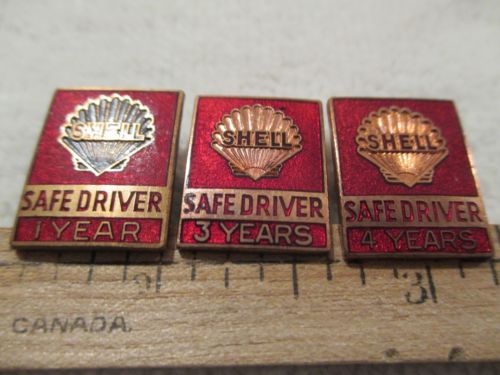 SHELL
SAFE DRIVER
1 YEAR
SHELL
SAFE DRIVER
3 YEARS
SHELL
SAFE DRIVER
4 YEARS
3
CANADA